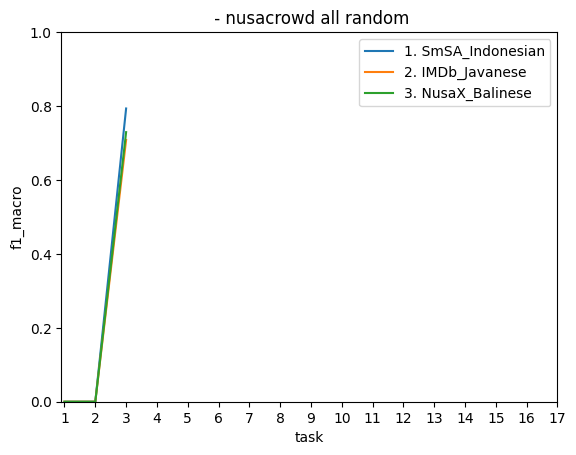 - nusacrowd all random
1.0
0.8
0.6
0.4
0.2
0.0
f1_macro
1. SmSA_Indonesian
2. IMDb_Javanese
3. NusaX_Balinese
1 2 3 4 5 6 7 8 9 10 11 12 13 14 15 16 17
task